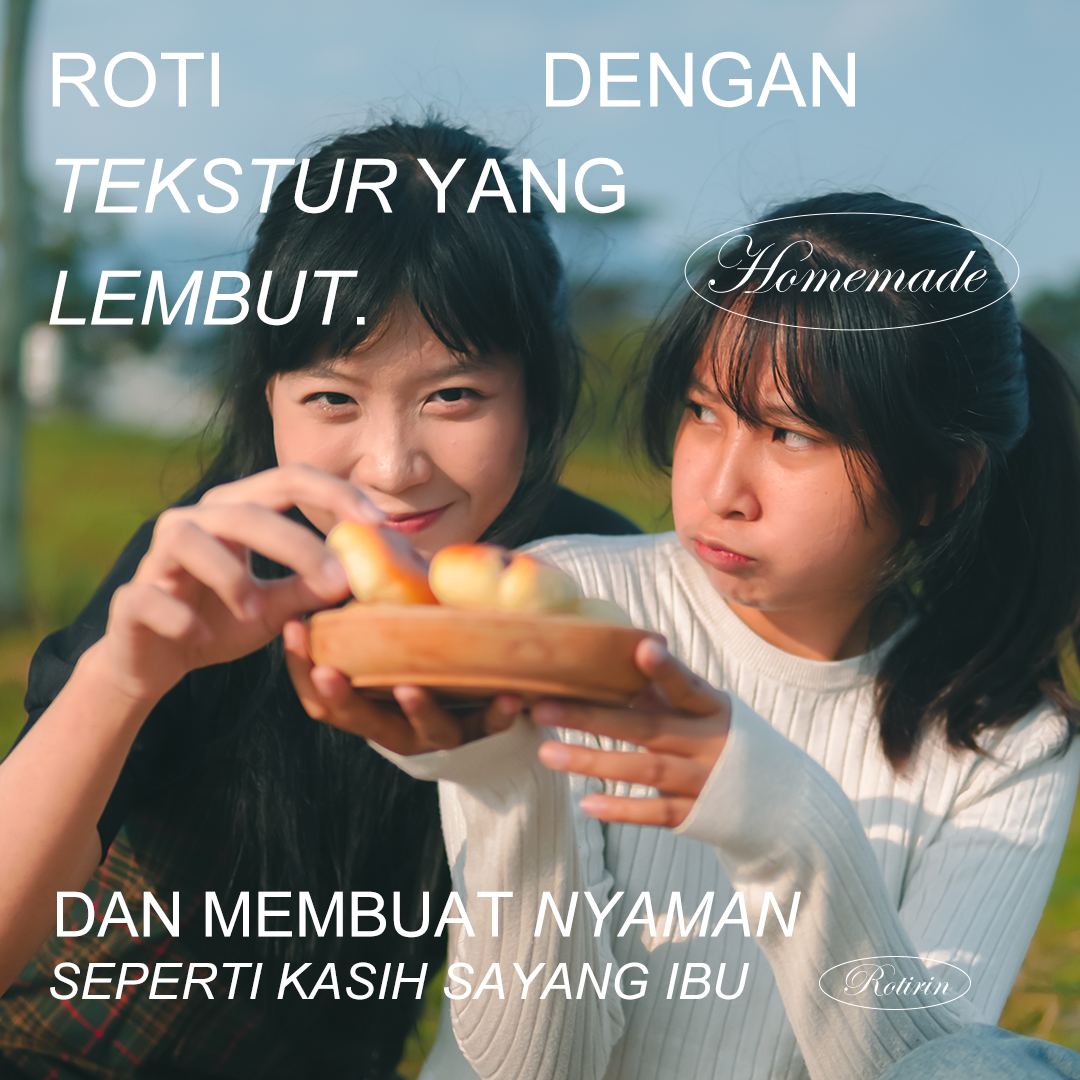 ROTI DENGAN
TEKSTUR YANG
Homemade
LEMBUT.
DAN MEMBUAT NYAMAN
SEPERTI KASIH SAYANG IBU
Rotirin